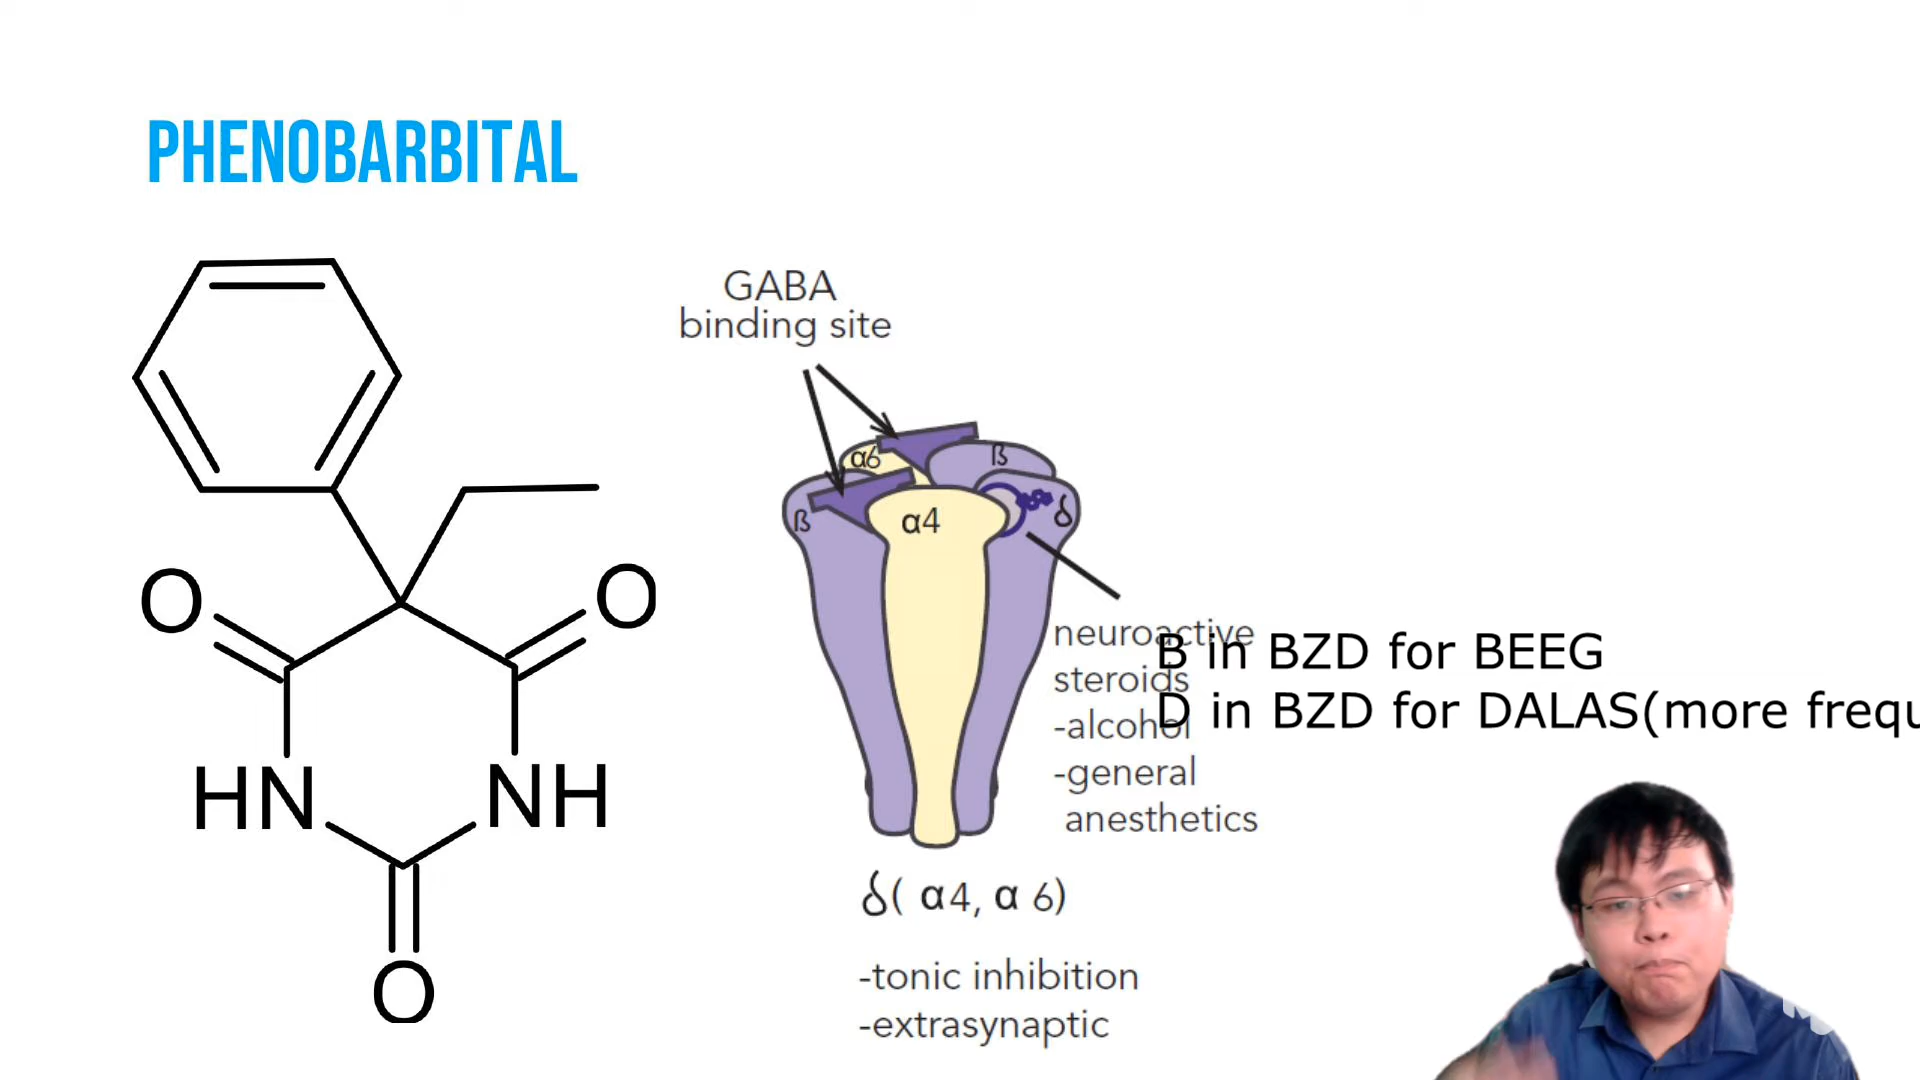 PHENOBARBITAL
GABA
binding site
α6
ß
ß
α4
δ
O
O
HN
NH
O
neuroactive
steroids
-alcohol
-general
anesthetics
B in BZD for BEEG
D in BZD for DALAS(more frequ
δ( α4, α 6)
-tonic inhibition
-extrasynaptic